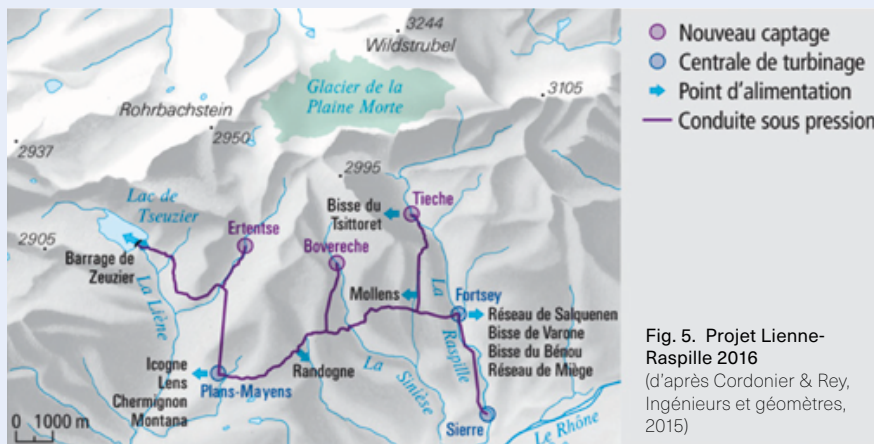 3244
Wildstrubel
Glacier de la
Plaine Morte
3105
Rohrbachstein
2950
2937
2995
Lac de
Tseuzier
Ertentse
Bisse du
Tsittoret
Tieche
2905
Bovereche
Barrage de
Zeuzier
La Liène
Mollens
La
Raspille
Fortsey
Réseau de Salquenen
Bisse de Varone
Bisse du Bénou
Réseau de Miège
Icogne
Lens
Chermignon
Montana
Plans-Mayens
Randogne
La
Sinièse
Sierre
Le Rhône
0 1000 m
Nouveau captage
Centrale de turbinage
Point d'alimentation
Conduite sous pression
Fig. 5. Projet Lienne-
Raspille 2016
(d'après Cordonier & Rey,
Ingénieurs et géomètres,
2015)